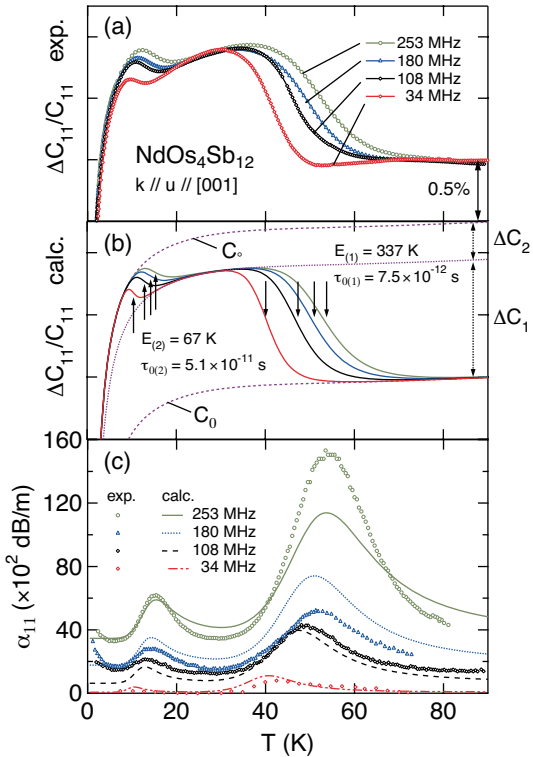 (a)
exp.
ΔC₁₁/C₁₁
253 MHz
180 MHz
108 MHz
34 MHz
NdOs₄Sb₁₂
k // u // [001]
0.5%
(b)
calc.
ΔC₁₁/C₁₁
C∘
E₍₁₎ = 337 K
τ₀₍₁₎ = 7.5×10⁻¹² s
ΔC₂
E₍₂₎ = 67 K
τ₀₍₂₎ = 5.1×10⁻¹¹ s
ΔC₁
C₀
(c)
α₁₁ (×10² dB/m)
160
120
80
40
0
exp. calc.
253 MHz
180 MHz
108 MHz
34 MHz
0 20 40 60 80
T (K)